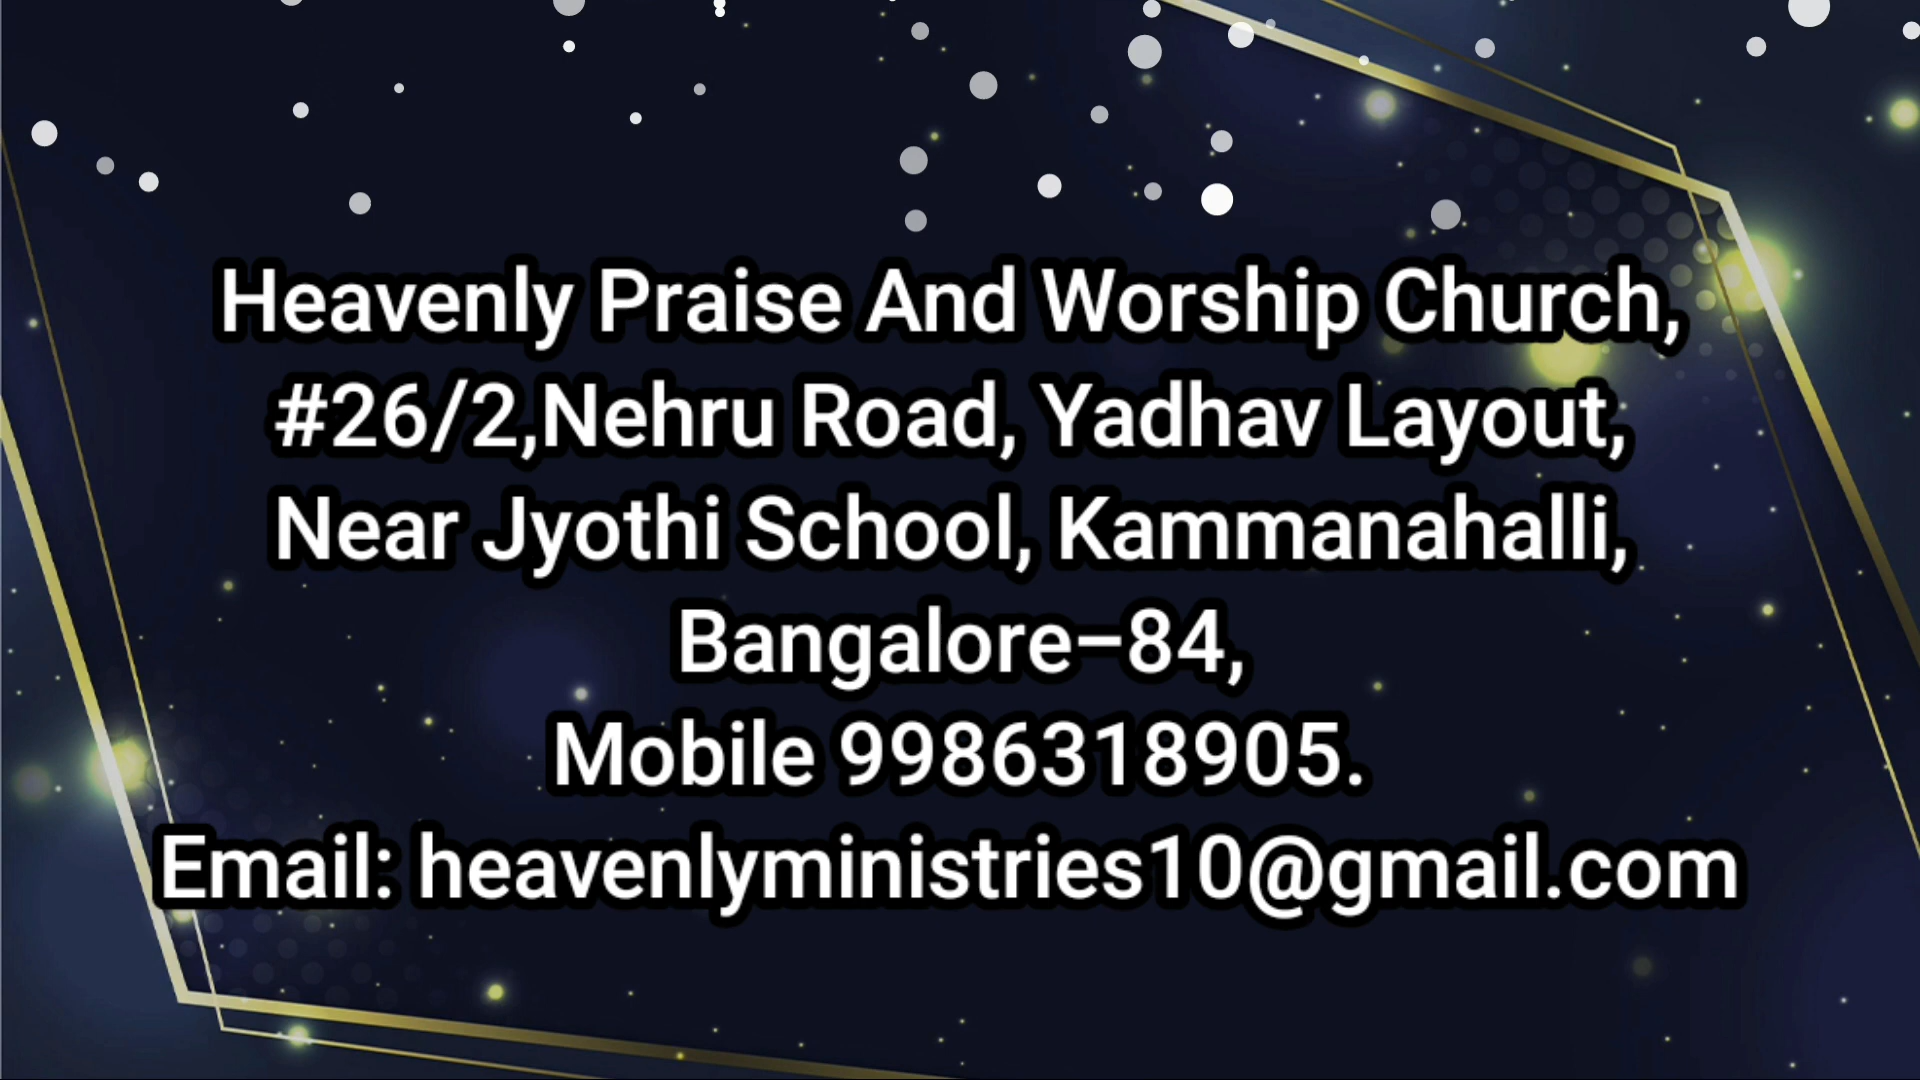 Heavenly Praise And Worship Church,
#26/2,Nehru Road, Yadhav Layout,
Near Jyothi School, Kammanahalli,
Bangalore–84,
Mobile 9986318905.
Email: heavenlyministries10@gmail.com